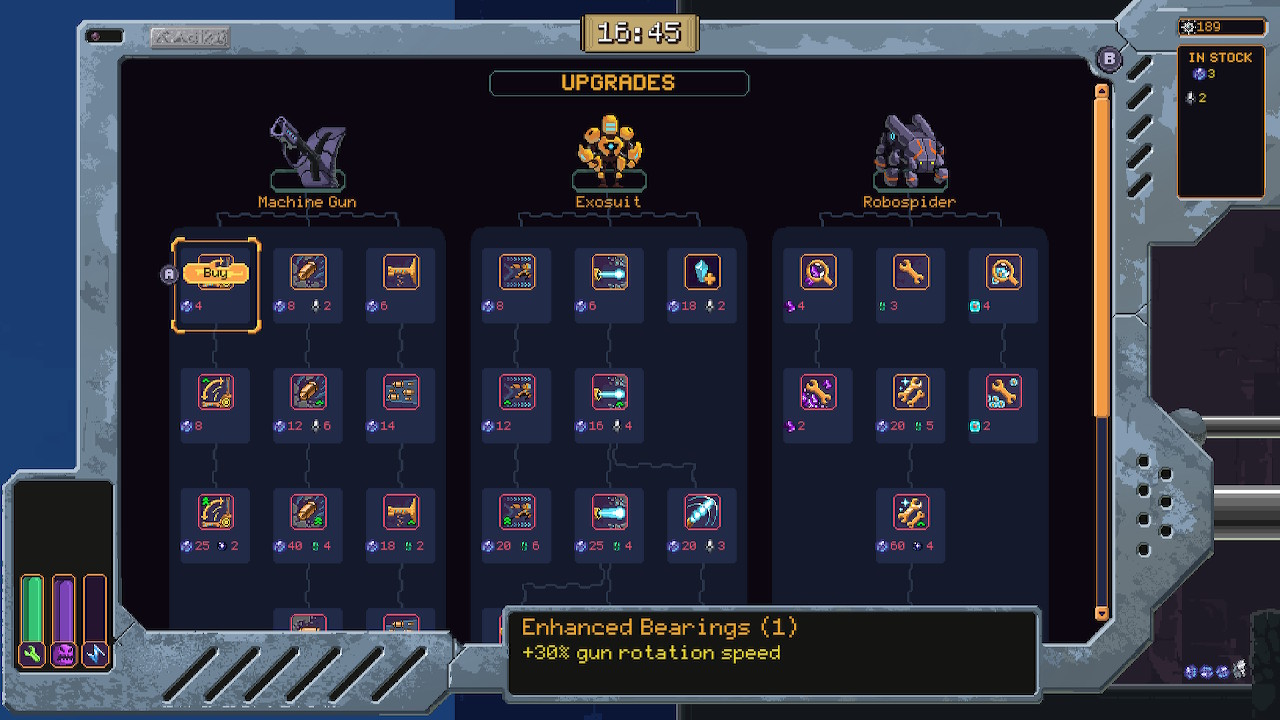 16:45
189
B
IN STOCK
3
2
UPGRADES
Machine Gun
Exosuit
Robospider
A
Buy
4
8 2
6
8
6
18 2
4
3
4
8
12 6
14
12
16 4
2
20 5
2
25 2
40 4
18 2
20 6
25 4
20 3
60 4
Enhanced Bearings (1)
+30% gun rotation speed